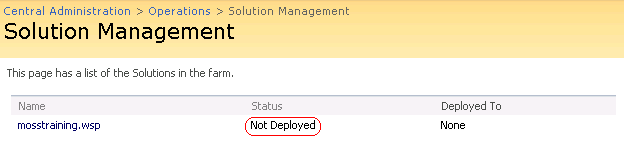 Central Administration > Operations > Solution Management
Solution Management
This page has a list of the Solutions in the farm.
Name Status Deployed To
mosstraining.wsp Not Deployed None